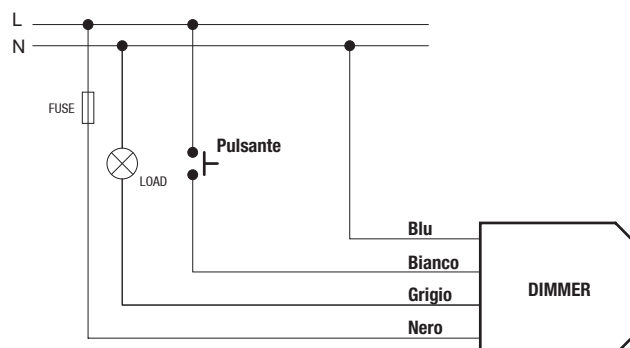 L
N
FUSE
LOAD
Pulsante
Blu
Bianco
Grigio
Nero
DIMMER